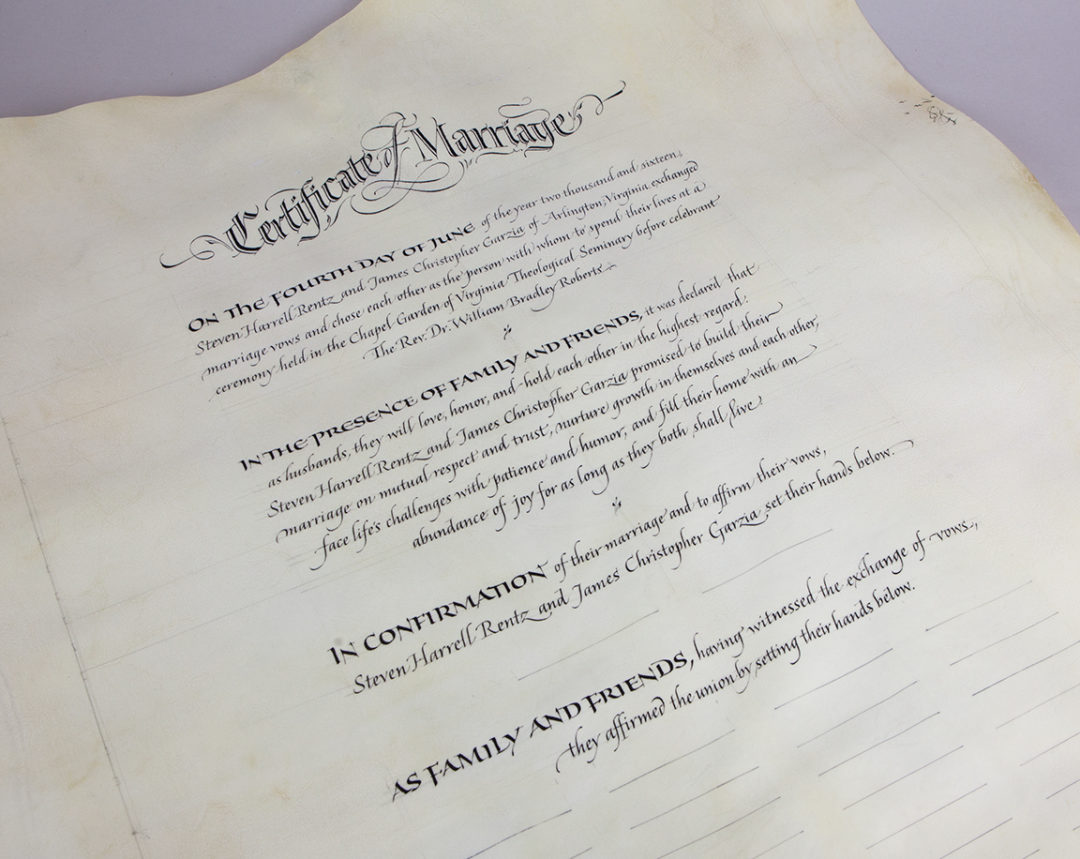 Certificate of Marriage
ON THE FOURTH DAY OF JUNE of the year two thousand and sixteen,
Steven Harrell Rentz and James Christopher Garzia of Arlington, Virginia exchanged
marriage vows and chose each other as the person with whom to spend their lives at a
ceremony held in the Chapel Garden of Virginia Theological Seminary before celebrant
The Rev. Dr. William Bradley Roberts.
IN THE PRESENCE OF FAMILY AND FRIENDS, it was declared that
as husbands, they will love, honor, and hold each other in the highest regard.
Steven Harrell Rentz and James Christopher Garzia promised to build their
marriage on mutual respect and trust, nurture growth in themselves and each other,
face life's challenges with patience and humor, and fill their home with an
abundance of joy for as long as they both shall live.
IN CONFIRMATION of their marriage and to affirm their vows,
Steven Harrell Rentz and James Christopher Garzia set their hands below.
AS FAMILY AND FRIENDS, having witnessed the exchange of vows,
they affirmed the union by setting their hands below.